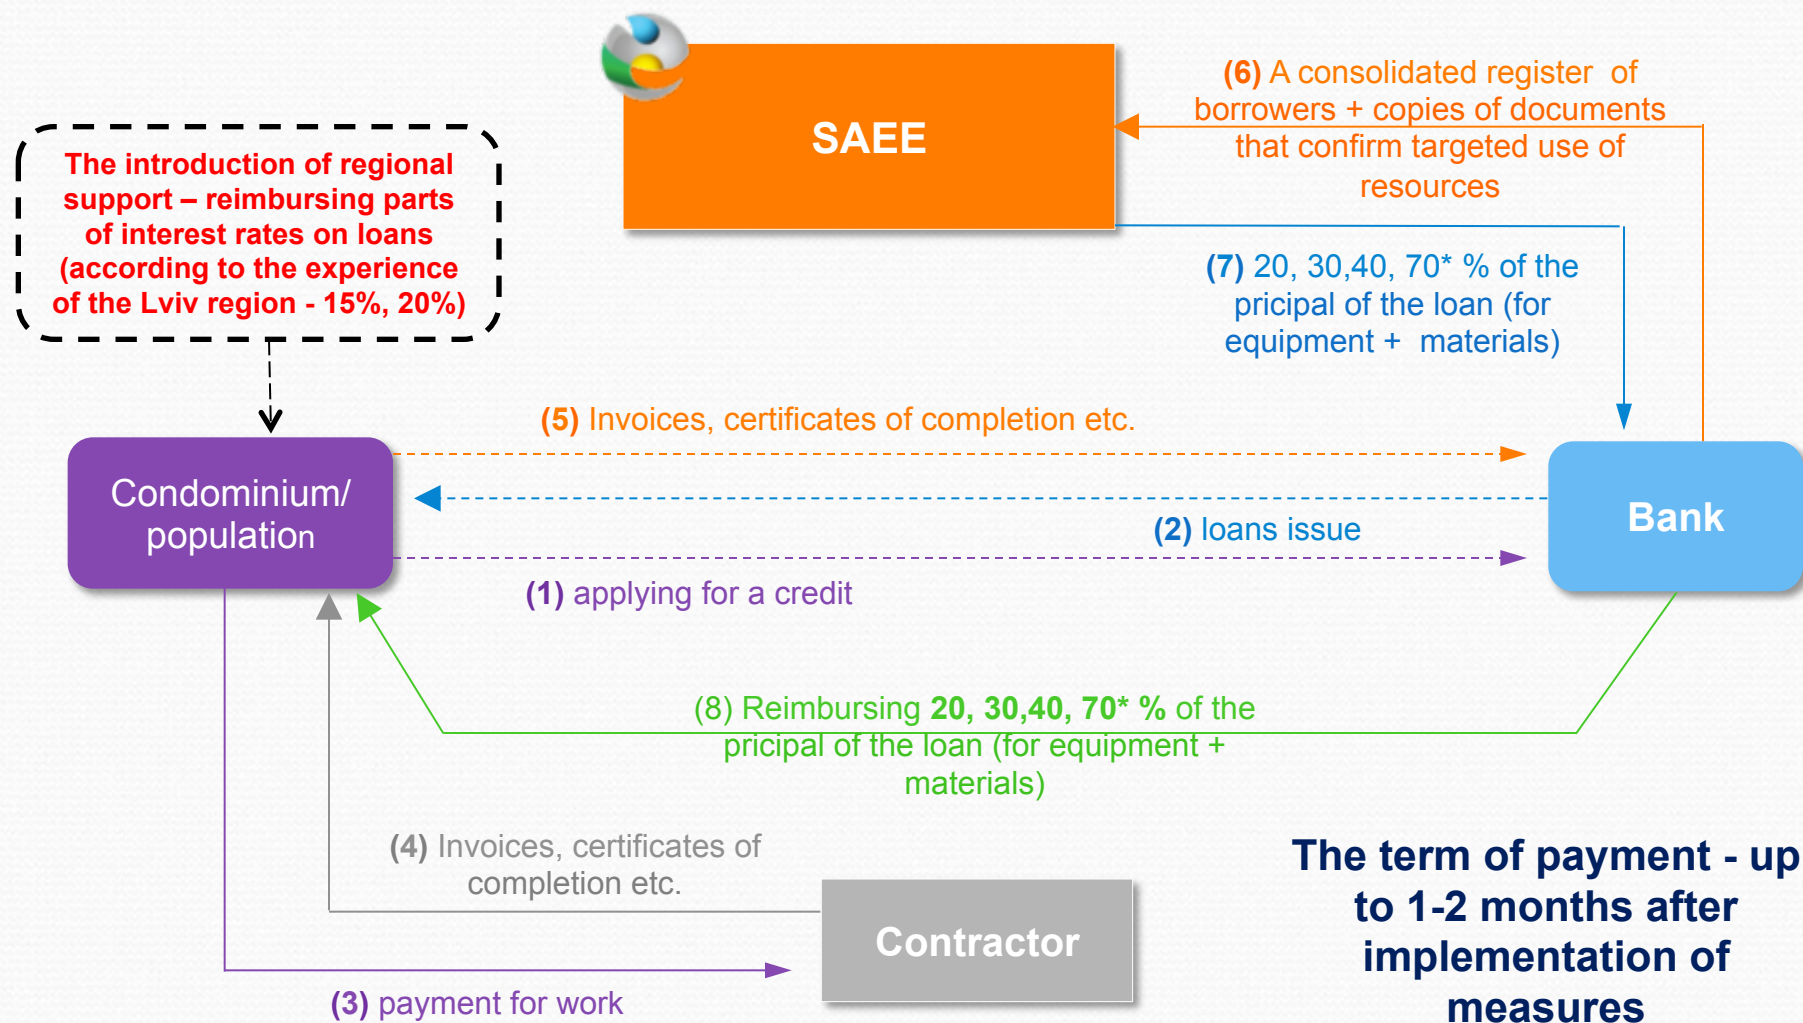 SAEE
(6) A consolidated register of
borrowers + copies of documents
that confirm targeted use of
resources
The introduction of regional
support – reimbursing parts
of interest rates on loans
(according to the experience
of the Lviv region - 15%, 20%)
(7) 20, 30,40, 70* % of the
pricipal of the loan (for
equipment + materials)
(5) Invoices, certificates of completion etc.
Condominium/
population
(2) loans issue
Bank
(1) applying for a credit
(8) Reimbursing 20, 30,40, 70* % of the
pricipal of the loan (for equipment +
materials)
(4) Invoices, certificates of
completion etc.
Contractor
(3) payment for work
The term of payment - up
to 1-2 months after
implementation of
measures